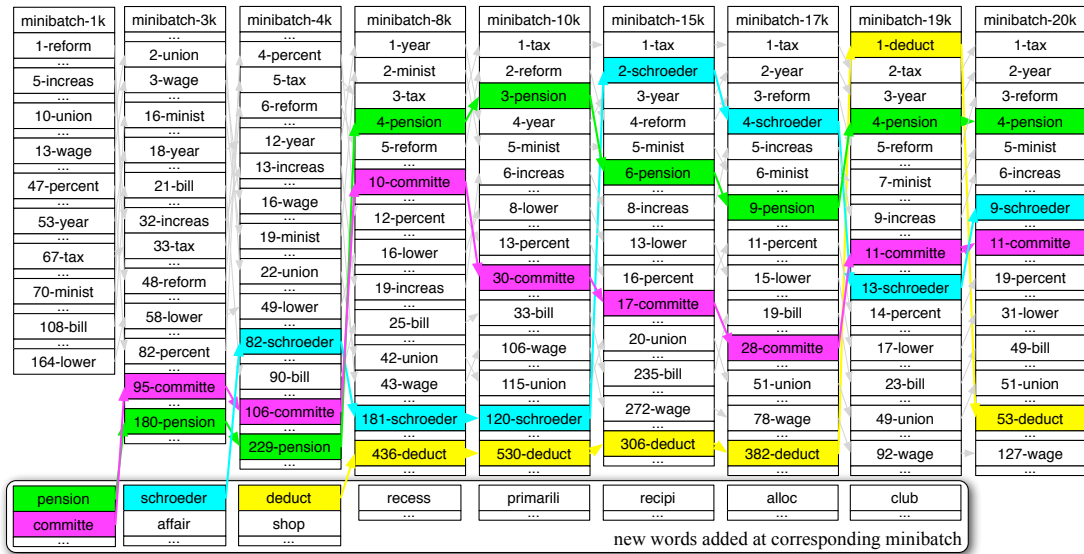 minibatch-1k
1-reform
...
5-increas
...
10-union
...
13-wage
...
47-percent
...
53-year
...
67-tax
...
70-minist
...
108-bill
...
164-lower
minibatch-3k
...
2-union
3-wage
...
16-minist
...
18-year
...
21-bill
...
32-increas
33-tax
...
48-reform
...
58-lower
...
82-percent
...
95-committe
...
180-pension
...
minibatch-4k
...
4-percent
5-tax
6-reform
...
12-year
13-increas
...
16-wage
...
19-minist
...
22-union
...
49-lower
...
82-schroeder
...
90-bill
...
106-committe
...
229-pension
...
minibatch-8k
1-year
2-minist
3-tax
4-pension
5-reform
...
10-committe
...
12-percent
...
16-lower
...
19-increas
...
25-bill
...
42-union
43-wage
...
181-schroeder
...
436-deduct
...
minibatch-10k
1-tax
2-reform
3-pension
4-year
5-minist
6-increas
...
8-lower
...
13-percent
...
30-committe
...
33-bill
...
106-wage
...
115-union
...
120-schroeder
...
530-deduct
...
minibatch-15k
1-tax
2-schroeder
3-year
4-reform
5-minist
6-pension
...
8-increas
...
13-lower
...
16-percent
17-committe
...
20-union
...
235-bill
...
272-wage
...
306-deduct
...
minibatch-17k
1-tax
2-year
3-reform
4-schroeder
5-increas
6-minist
...
9-pension
...
11-percent
...
15-lower
...
19-bill
...
28-committe
...
51-union
...
78-wage
...
382-deduct
...
minibatch-19k
1-deduct
2-tax
3-year
4-pension
5-reform
...
7-minist
...
9-increas
...
11-committe
...
13-schroeder
14-percent
...
17-lower
...
23-bill
...
49-union
...
92-wage
...
minibatch-20k
1-tax
2-year
3-reform
4-pension
5-minist
6-increas
...
9-schroeder
...
11-committe
...
19-percent
...
31-lower
...
49-bill
...
51-union
...
53-deduct
...
127-wage
...
pension
committe
...
schroeder
affair
...
deduct
shop
...
recess
...
primarili
...
recipi
...
alloc
...
club
...
new words added at corresponding minibatch